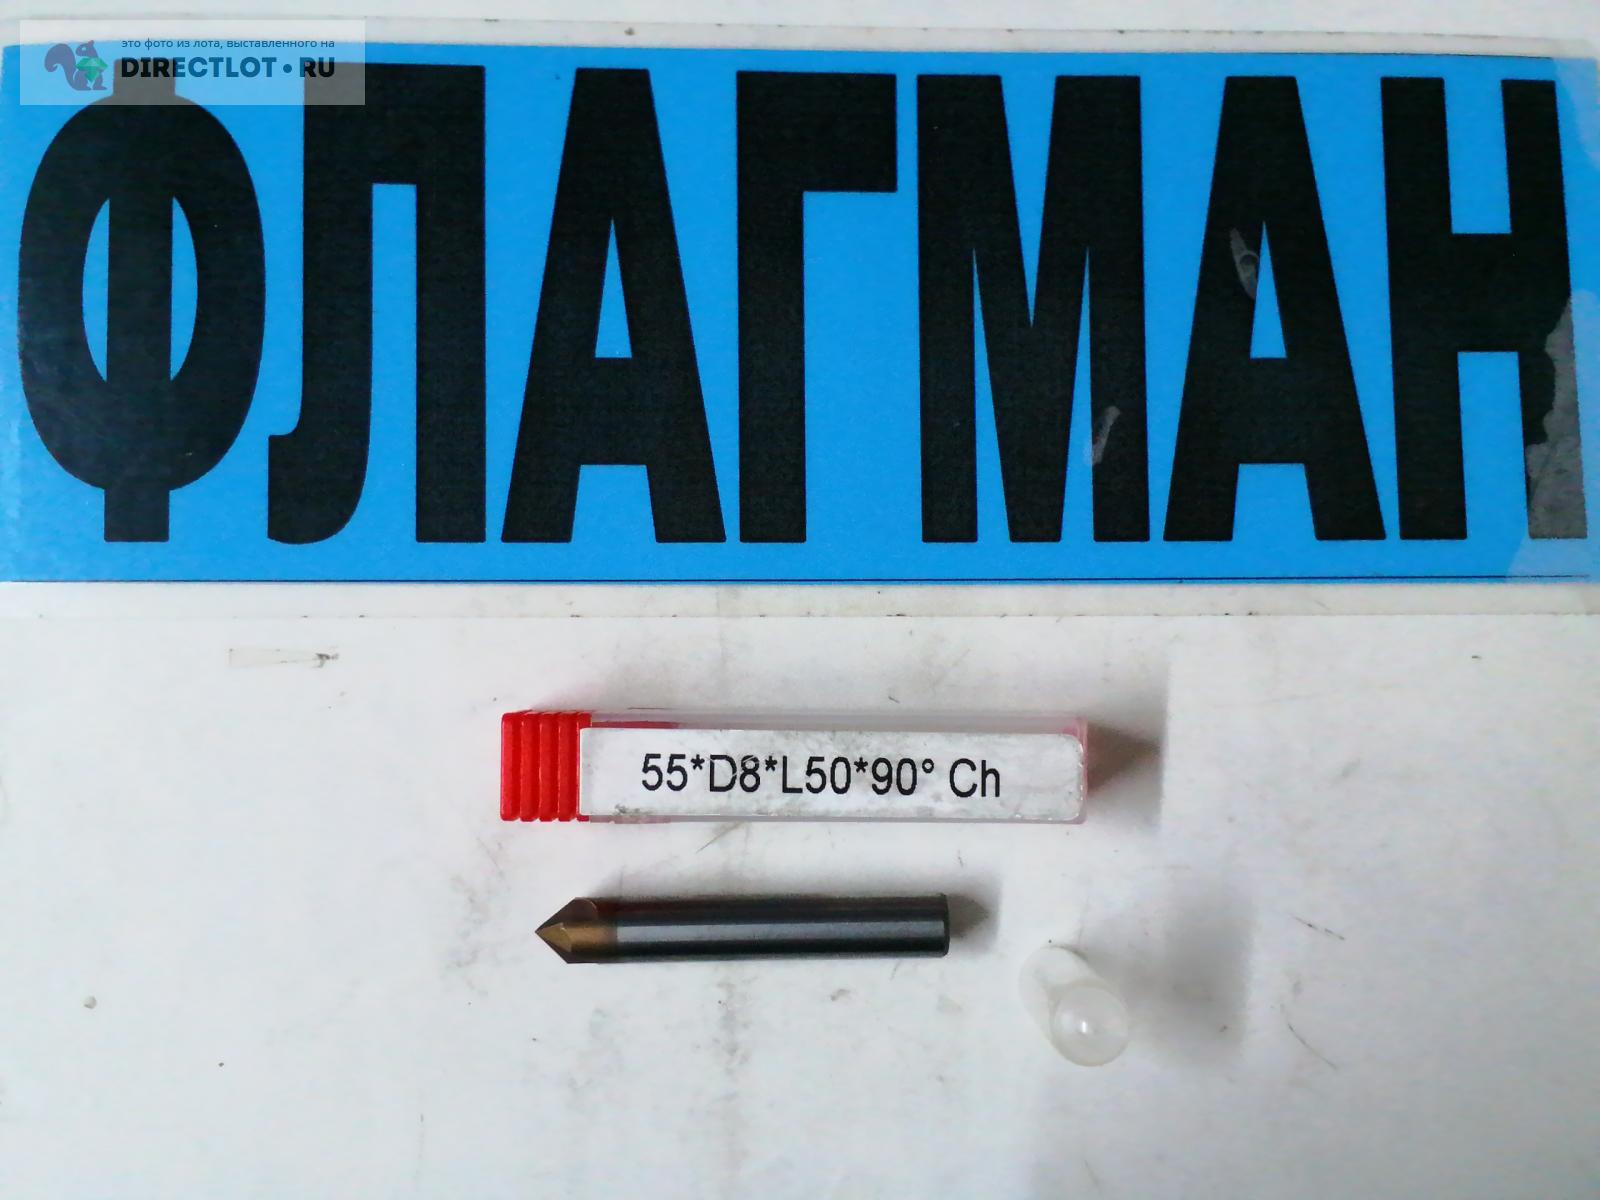 это фото из лота, выставленного на
DIRECTLOT•RU
ФЛАГМАН
55*D8*L50*90° Ch